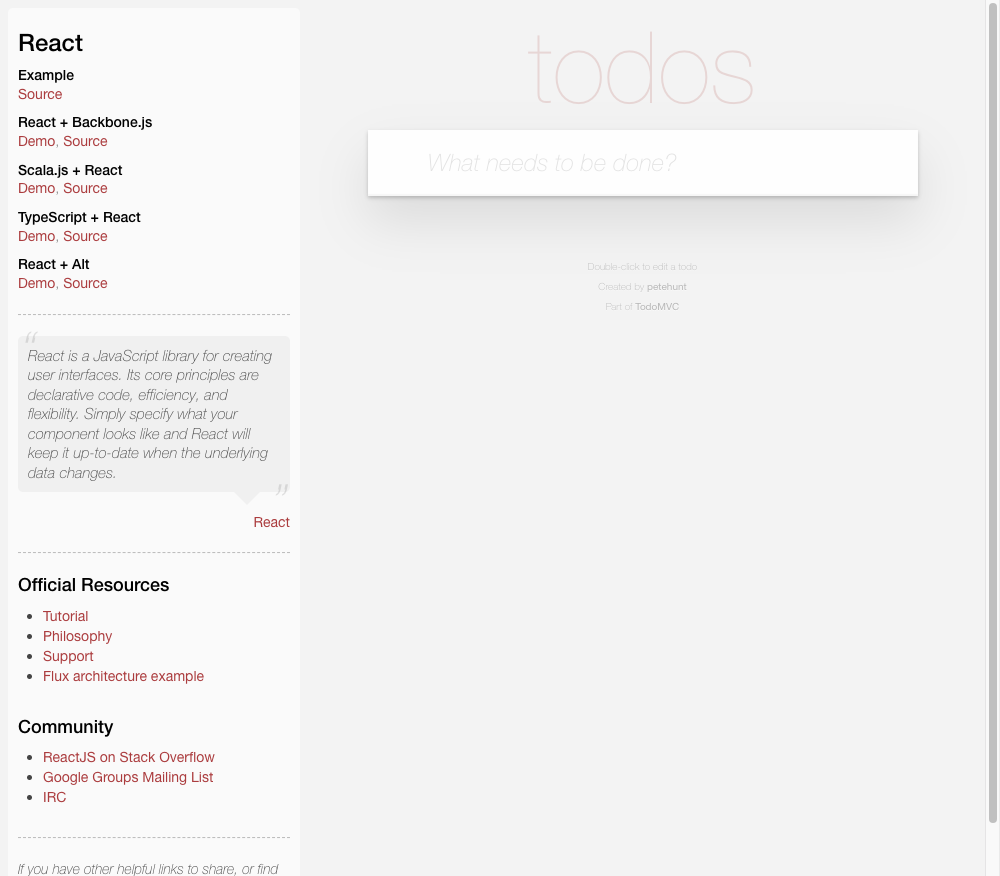 React
Example
Source
React + Backbone.js
Demo, Source
Scala.js + React
Demo, Source
TypeScript + React
Demo, Source
React + Alt
Demo, Source
“
React is a JavaScript library for creating
user interfaces. Its core principles are
declarative code, efficiency, and
flexibility. Simply specify what your
component looks like and React will
keep it up-to-date when the underlying
data changes.
”
React
Official Resources
Tutorial
Philosophy
Support
Flux architecture example
Community
ReactJS on Stack Overflow
Google Groups Mailing List
IRC
If you have other helpful links to share, or find
todos
What needs to be done?
Double-click to edit a todo
Created by petehunt
Part of TodoMVC